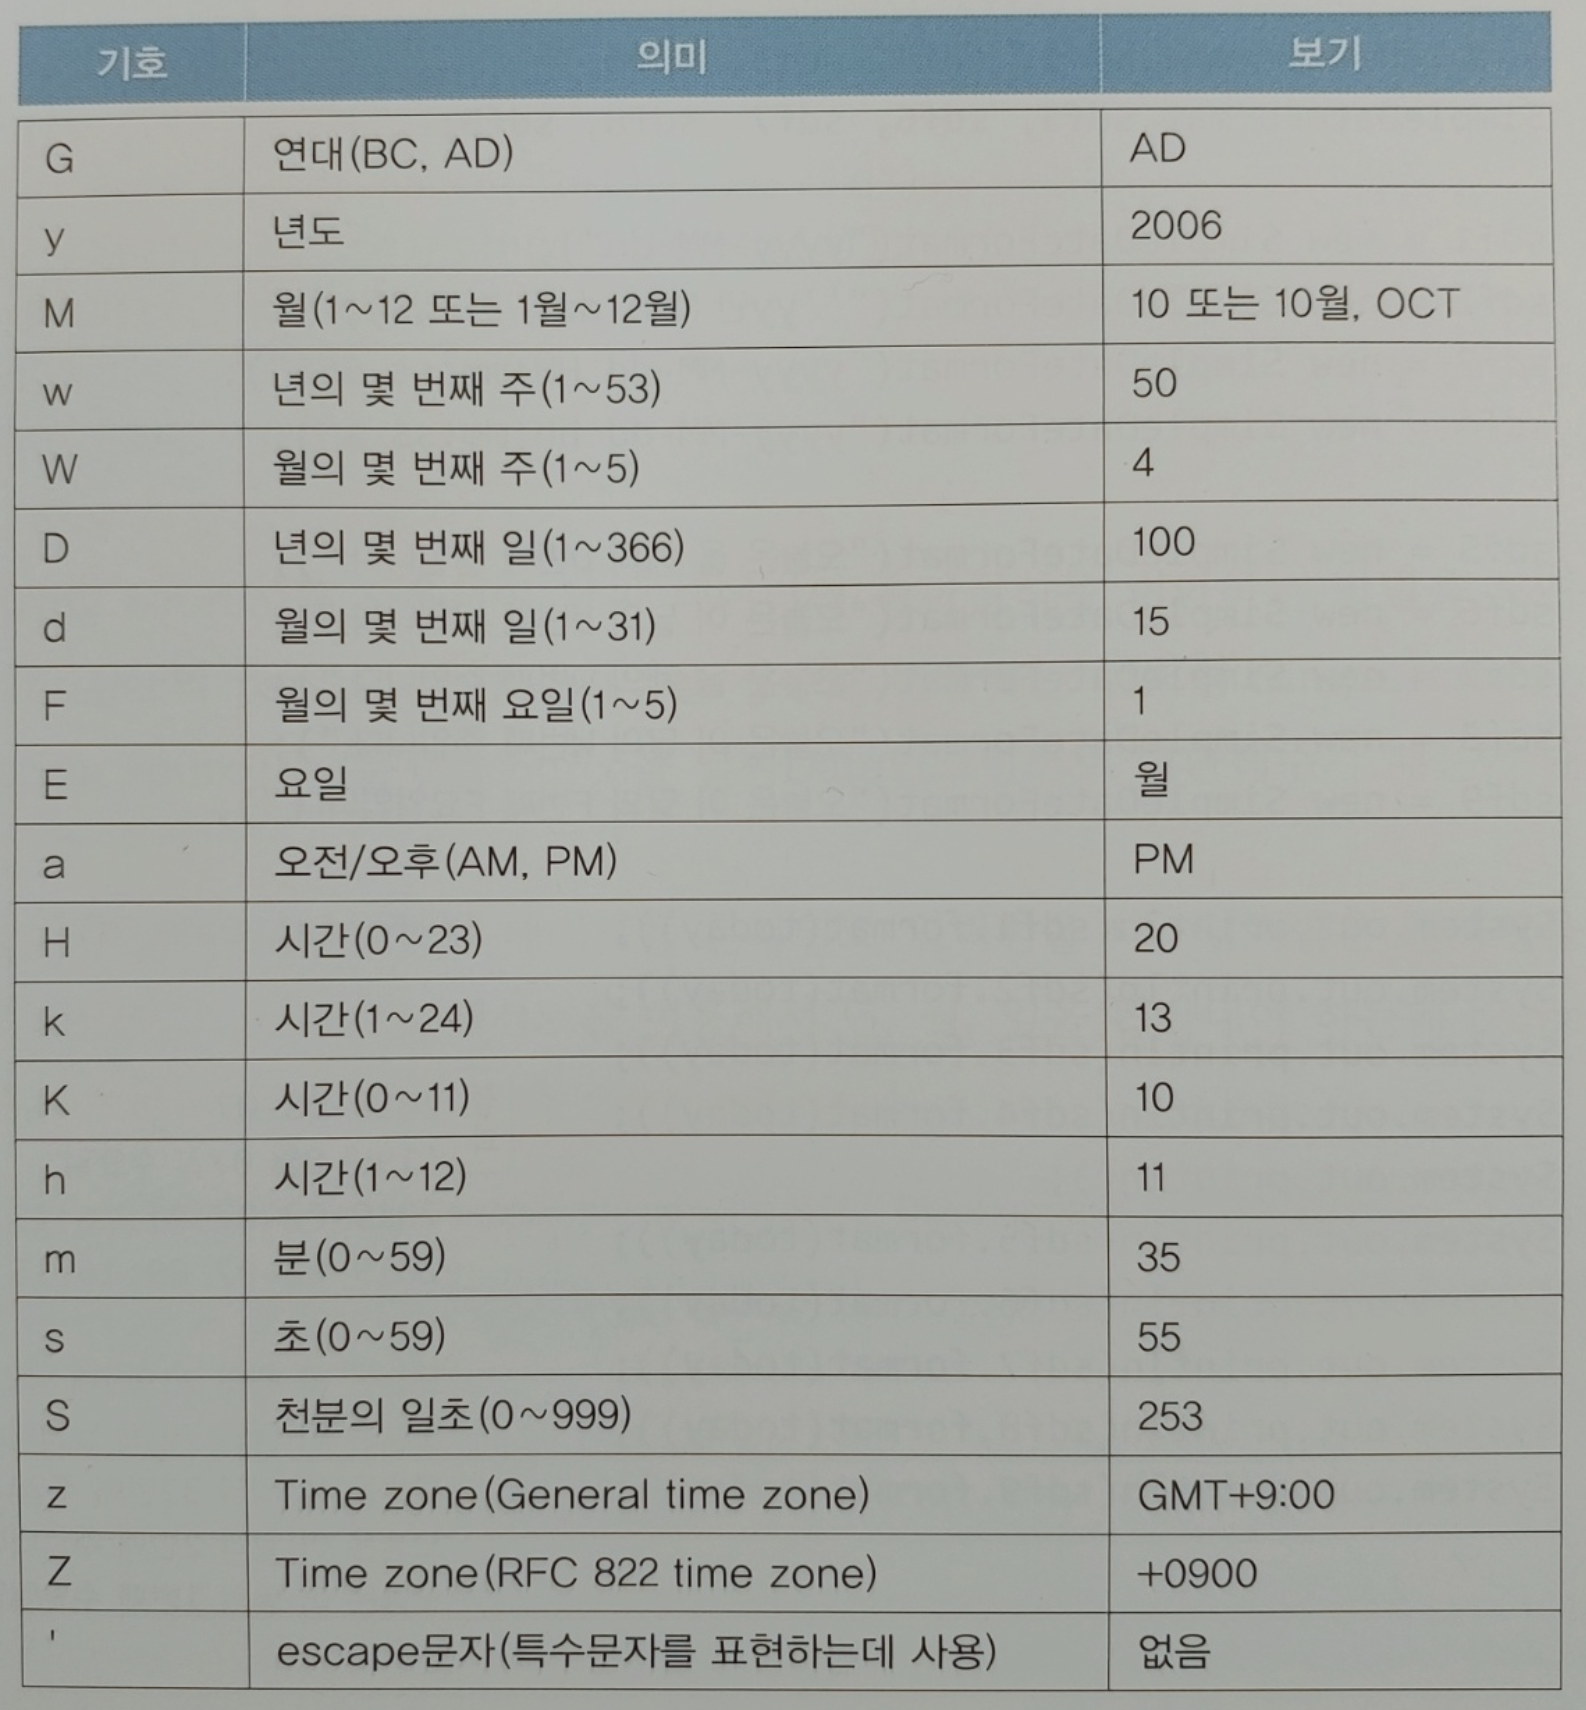 기호 의미 보기
G 연대(BC, AD) AD
y 년도 2006
M 월(1~12 또는 1월~12월) 10 또는 10월, OCT
w 년의 몇 번째 주(1~53) 50
W 월의 몇 번째 주(1~5) 4
D 년의 몇 번째 일(1~366) 100
d 월의 몇 번째 일(1~31) 15
F 월의 몇 번째 요일(1~5) 1
E 요일 월
a 오전/오후(AM, PM) PM
H 시간(0~23) 20
k 시간(1~24) 13
K 시간(0~11) 10
h 시간(1~12) 11
m 분(0~59) 35
s 초(0~59) 55
S 천분의 일초(0~999) 253
z Time zone(General time zone) GMT+9:00
Z Time zone(RFC 822 time zone) +0900
' escape문자(특수문자를 표현하는데 사용) 없음